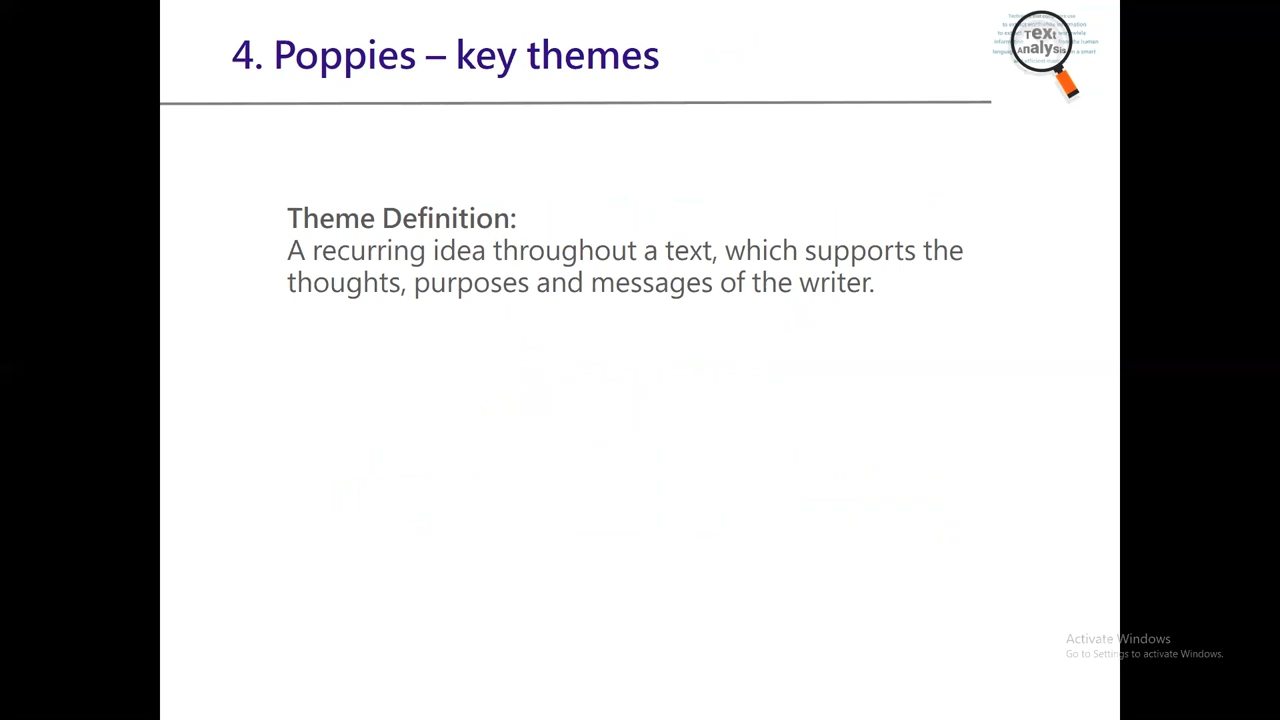 4. Poppies – key themes
Text
Analysis
Theme Definition:
A recurring idea throughout a text, which supports the
thoughts, purposes and messages of the writer.
Activate Windows
Go to Settings to activate Windows.